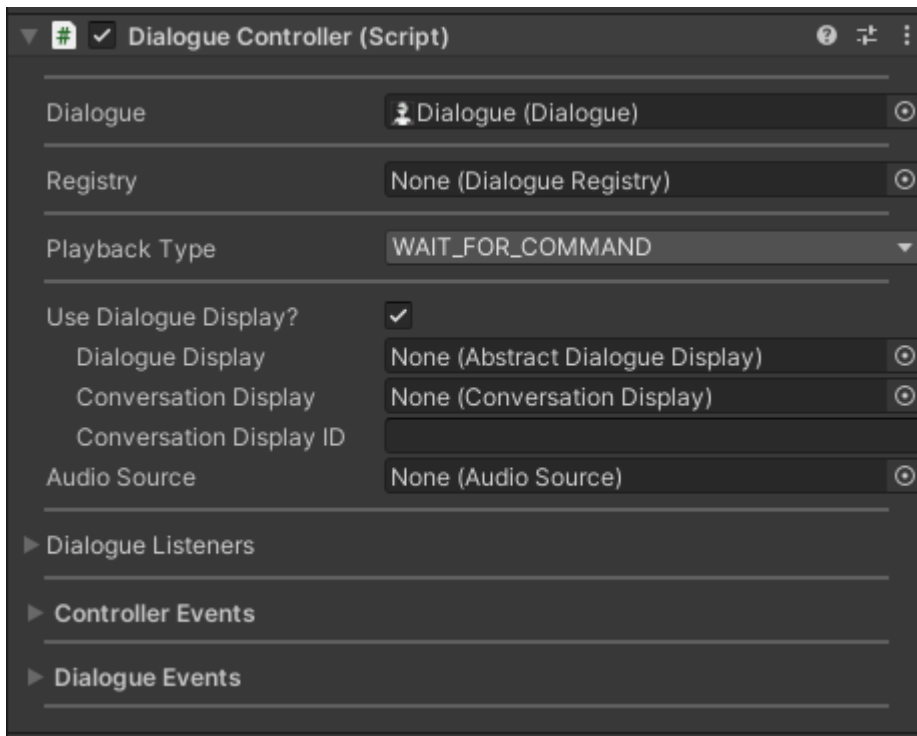 Dialogue Controller (Script)
Dialogue Dialogue (Dialogue)
Registry None (Dialogue Registry)
Playback Type WAIT_FOR_COMMAND
Use Dialogue Display?
Dialogue Display None (Abstract Dialogue Display)
Conversation Display None (Conversation Display)
Conversation Display ID
Audio Source None (Audio Source)
Dialogue Listeners
Controller Events
Dialogue Events